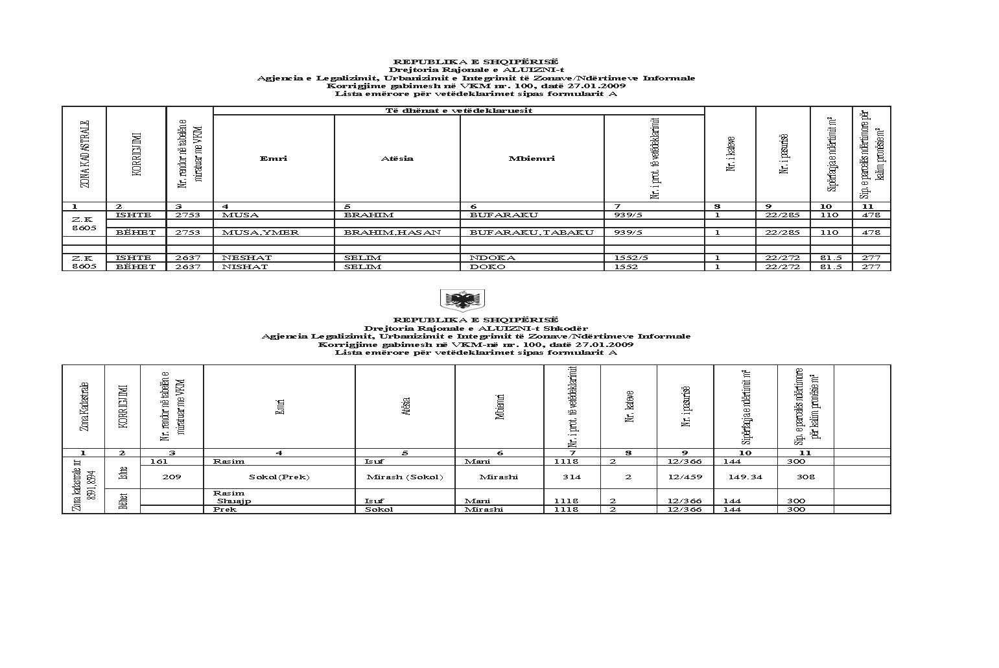 REPUBLIKA E SHQIPËRISË
Drejtoria Rajonale e ALUIZNI-t
Agjencia e Legalizimit, Urbanizimit e Integrimit të Zonave/Ndërtimeve Informale
Korrigjime gabimesh në VKM nr. 100, datë 27.01.2009
Lista emërore për vetëdeklarimet sipas formularit A
ZONA KADASTRALE
KORRIGJIMI
Nr. rendor në tabelën e
miratuar me VKM
Të dhënat e vetëdeklaruesit
Emri
Atësia
Mbiemri
Nr. i prot. të vetëdeklarimit
Nr. i kateve
Nr. i pasurisë
Sipërfaqja e ndërtimit m²
Sip. e parcelës ndërtimore për
kalim pronësie m²
1 2 3 4 5 6 7 8 9 10 11
Z.K
8605
ISHTE 2753 MUSA BRAHIM BUFARAKU 939/5 1 22/285 110 478
BËHET 2753 MUSA,YMER BRAHIM,HASAN BUFARAKU,TABAKU 939/5 1 22/285 110 478
Z.K
8605
ISHTE 2637 NESHAT SELIM NDOKA 1552/5 1 22/272 81.5 277
BËHET 2637 NISHAT SELIM DOKO 1552 1 22/272 81.5 277
REPUBLIKA E SHQIPËRISË
Drejtoria Rajonale e ALUIZNI-t Shkodër
Agjencia Legalizimit, Urbanizimit e Integrimit të Zonave/Ndërtimeve Informale
Korrigjime gabimesh në VKM-në nr. 100, datë 27.01.2009
Lista emërore për vetëdeklarimet sipas formularit A
Zona Kadastrale
KORRIGJIMI
Nr. rendor në tabelën e
miratuar me VKM
Emri
Atësia
Mbiemri
Nr. i prot. të vetëdeklarimit
Nr. kateve
Nr. i pasurisë
Sipërfaqja e ndërtimit m²
Sip. e parcelës ndërtimore
për kalim pronësie m²
1 2 3 4 5 6 7 8 9 10 11
Zona kadastrale nr
8591,8594
Ishte
161 Rasim Isuf Mani 1118 2 12/366 144 300
209 Sokol(Prek) Mirash (Sokol) Mirashi 314 2 12/459 149.34 308
Bëhet
Rasim
Shuajp Isuf Mani 1118 2 12/366 144 300
Prek Sokol Mirashi 1118 2 12/366 144 300